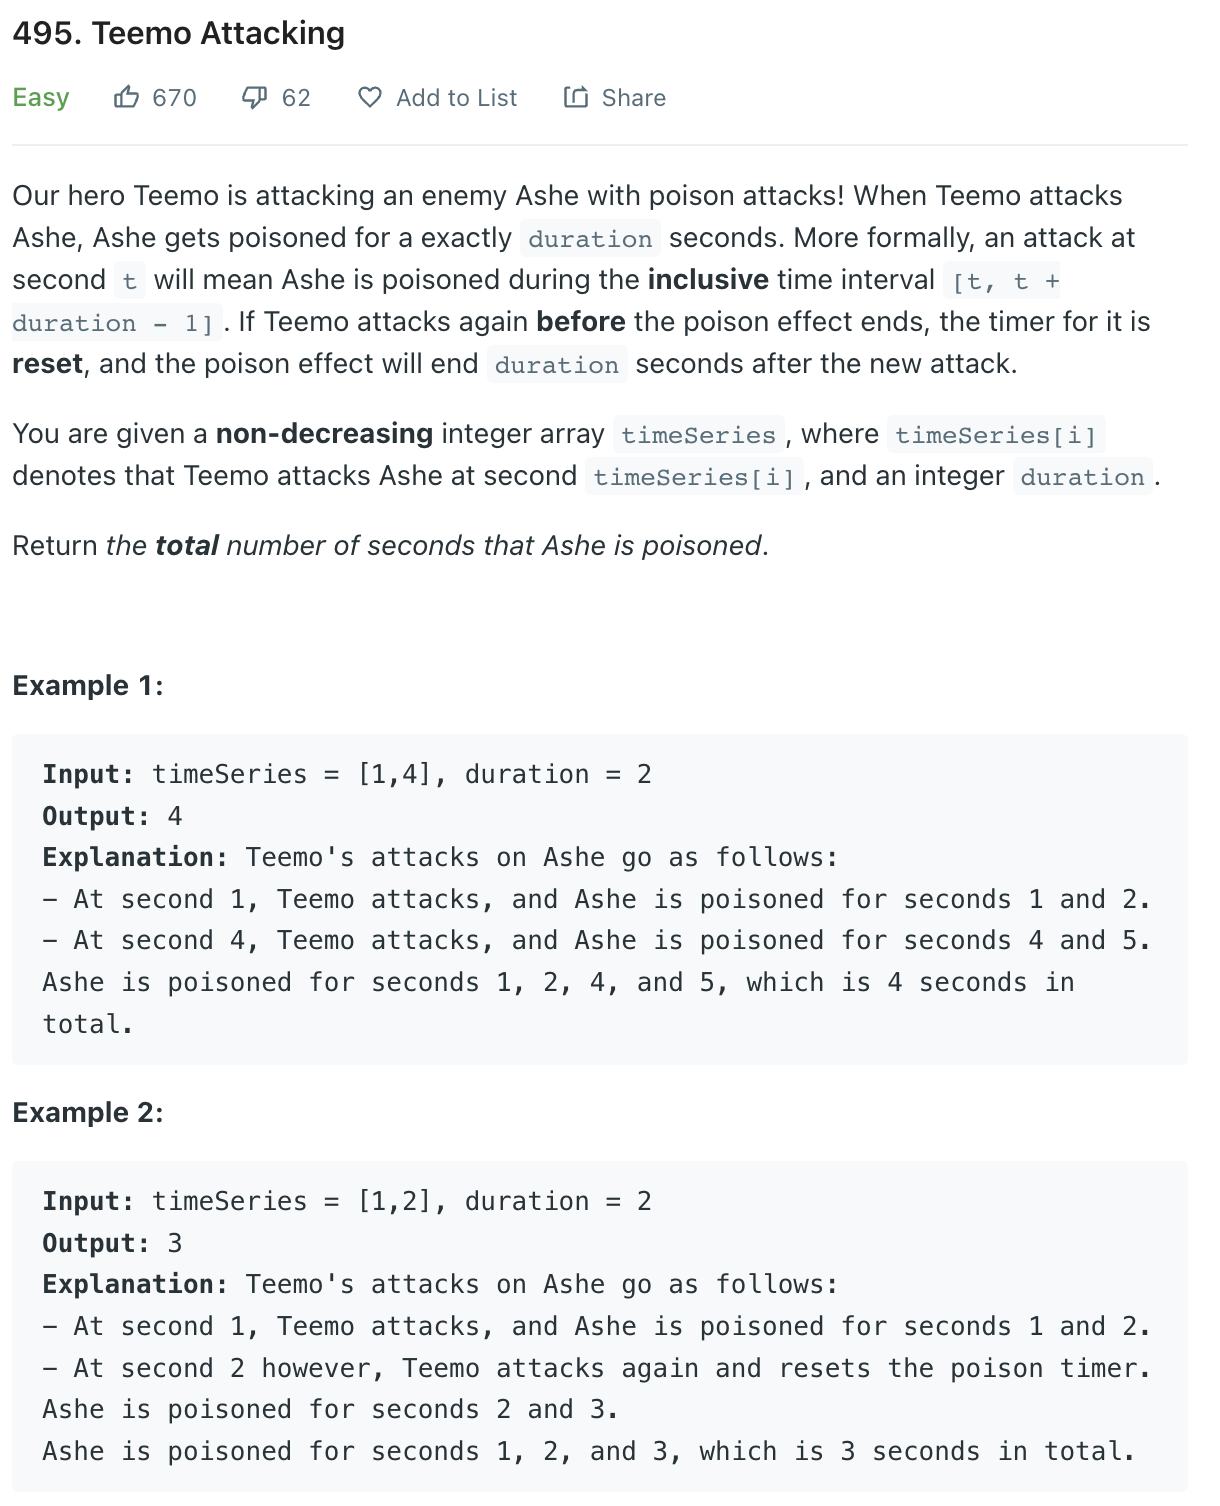 495. Teemo Attacking
Easy 670 62 Add to List Share
Our hero Teemo is attacking an enemy Ashe with poison attacks! When Teemo attacks
Ashe, Ashe gets poisoned for a exactly duration seconds. More formally, an attack at
second t will mean Ashe is poisoned during the inclusive time interval [t, t +
duration - 1]. If Teemo attacks again before the poison effect ends, the timer for it is
reset, and the poison effect will end duration seconds after the new attack.
You are given a non-decreasing integer array timeSeries, where timeSeries[i]
denotes that Teemo attacks Ashe at second timeSeries[i], and an integer duration.
Return the total number of seconds that Ashe is poisoned.
Example 1:
Input: timeSeries = [1,4], duration = 2
Output: 4
Explanation: Teemo's attacks on Ashe go as follows:
- At second 1, Teemo attacks, and Ashe is poisoned for seconds 1 and 2.
- At second 4, Teemo attacks, and Ashe is poisoned for seconds 4 and 5.
Ashe is poisoned for seconds 1, 2, 4, and 5, which is 4 seconds in
total.
Example 2:
Input: timeSeries = [1,2], duration = 2
Output: 3
Explanation: Teemo's attacks on Ashe go as follows:
- At second 1, Teemo attacks, and Ashe is poisoned for seconds 1 and 2.
- At second 2 however, Teemo attacks again and resets the poison timer.
Ashe is poisoned for seconds 2 and 3.
Ashe is poisoned for seconds 1, 2, and 3, which is 3 seconds in total.